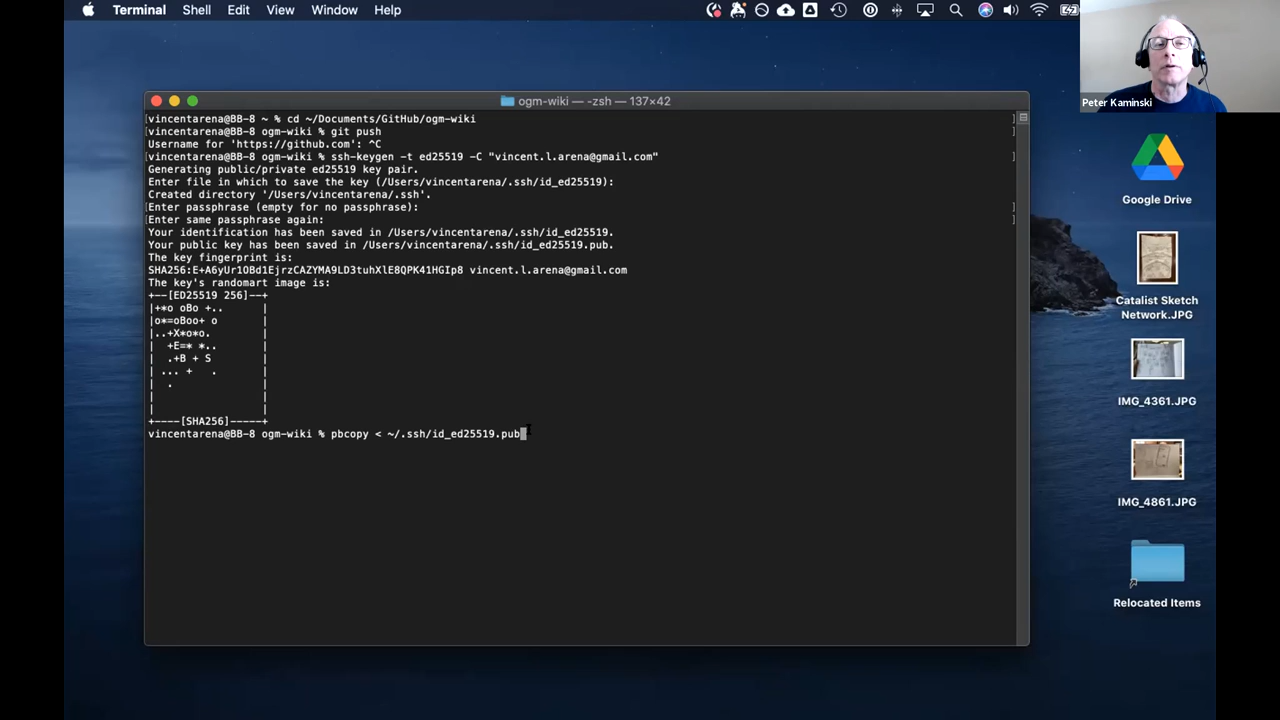 Terminal Shell Edit View Window Help
Peter Kaminski
ogm-wiki — -zsh — 137×42
[vincentarena@BB-8 ~ % cd ~/Documents/GitHub/ogm-wiki ]
[vincentarena@BB-8 ogm-wiki % git push ]
Username for 'https://github.com': ^C
[vincentarena@BB-8 ogm-wiki % ssh-keygen -t ed25519 -C "vincent.l.arena@gmail.com" ]
Generating public/private ed25519 key pair.
Enter file in which to save the key (/Users/vincentarena/.ssh/id_ed25519):
Created directory '/Users/vincentarena/.ssh'.
[Enter passphrase (empty for no passphrase): ]
[Enter same passphrase again: ]
Your identification has been saved in /Users/vincentarena/.ssh/id_ed25519.
Your public key has been saved in /Users/vincentarena/.ssh/id_ed25519.pub.
The key fingerprint is:
SHA256:E+A6yUr1OBd1EjrzCAZYMA9LD3tuhXlE8QPK41HGIp8 vincent.l.arena@gmail.com
The key's randomart image is:
+--[ED25519 256]--+
|+*o oBo +..      |
|o*=oBoo+ o       |
|..+X*o*o.        |
|  +E=* *..       |
|  .+B + S        |
| ... +   .       |
|  .              |
|                 |
|                 |
+----[SHA256]-----+
vincentarena@BB-8 ogm-wiki % pbcopy < ~/.ssh/id_ed25519.pub
Google Drive
Catalist Sketch
Network.JPG
IMG_4361.JPG
IMG_4861.JPG
Relocated Items